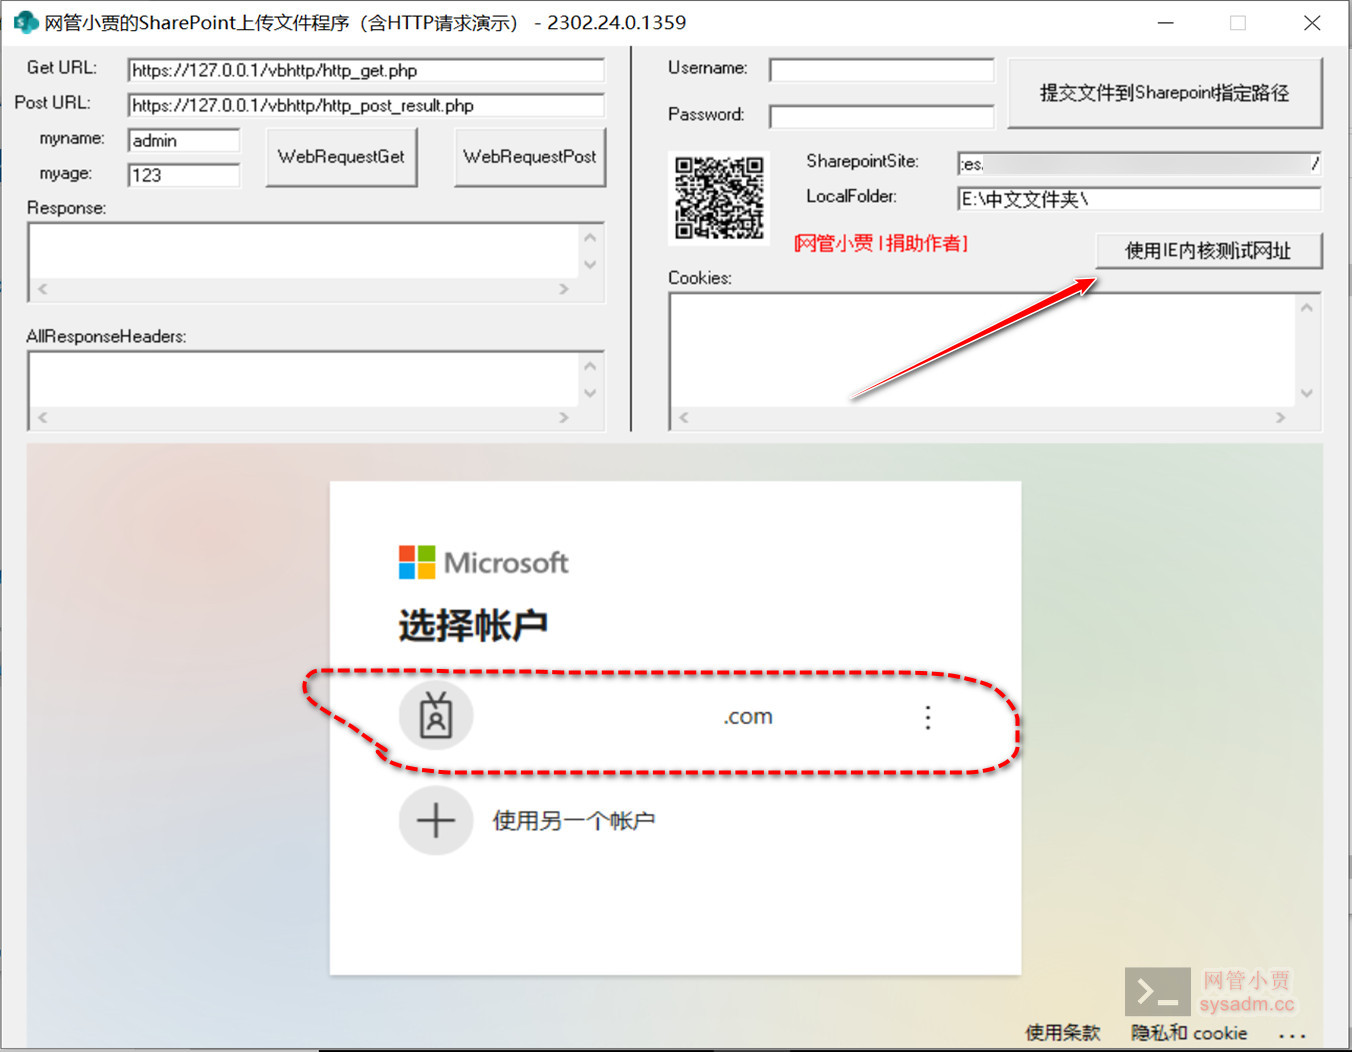 网管小贾的SharePoint上传文件程序（含HTTP请求演示） - 2302.24.0.1359
Get URL:
https://127.0.0.1/vbhttp/http_get.php
Post URL:
https://127.0.0.1/vbhttp/http_post_result.php
myname:
admin
myage:
123
WebRequestGet
WebRequestPost
Response:
AllResponseHeaders:
Username:
Password:
提交文件到Sharepoint指定路径
SharepointSite:
:es.
/
LocalFolder:
E:\中文文件夹\
[网管小贾 | 捐助作者]
使用IE内核测试网址
Cookies:
Microsoft
选择帐户
.com
使用另一个帐户
网管小贾
sysadm.cc
使用条款
隐私和 cookie
...